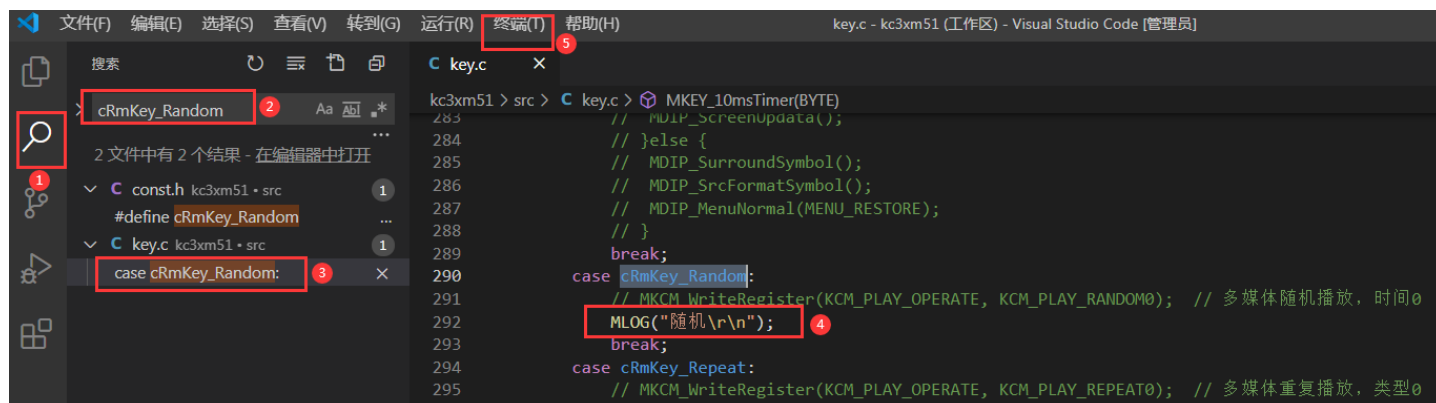 文件(F) 编辑(E) 选择(S) 查看(V) 转到(G) 运行(R) 终端(T) 帮助(H) key.c - kc3xm51 (工作区) - Visual Studio Code [管理员]
5
搜索
C key.c ×
cRmKey_Random 2 Aa Abl .*
kc3xm51 > src > C key.c > MKEY_10msTimer(BYTE)
...
2 文件中有 2 个结果 - 在编辑器中打开
1
C const.h kc3xm51 • src 1
#define cRmKey_Random ...
C key.c kc3xm51 • src 1
case cRmKey_Random: 3 ×
283 // MDIP_ScreenUpdata();
284 // }else {
285 // MDIP_SurroundSymbol();
286 // MDIP_SrcFormatSymbol();
287 // MDIP_MenuNormal(MENU_RESTORE);
288 // }
289 break;
290 case cRmKey_Random:
291 // MKCM_WriteRegister(KCM_PLAY_OPERATE, KCM_PLAY_RANDOM0); // 多媒体随机播放，时间0
292 MLOG("随机\r\n"); 4
293 break;
294 case cRmKey_Repeat:
295 // MKCM_WriteRegister(KCM_PLAY_OPERATE, KCM_PLAY_REPEAT0); // 多媒体重复播放，类型0